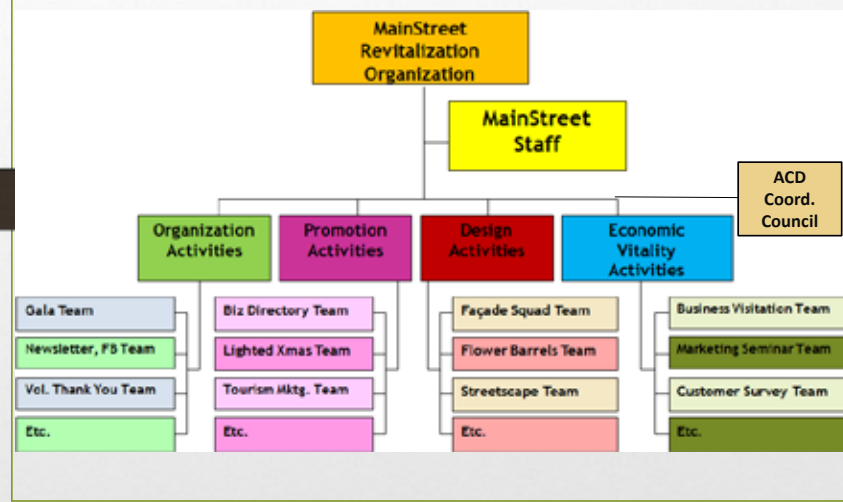 MainStreet
Revitalization
Organization
MainStreet
Staff
ACD
Coord.
Council
Organization
Activities
Promotion
Activities
Design
Activities
Economic
Vitality
Activities
Gala Team
Newsletter, FB Team
Vol. Thank You Team
Etc.
Biz Directory Team
Lighted Xmas Team
Tourism Mktg. Team
Etc.
Façade Squad Team
Flower Barrels Team
Streetscape Team
Etc.
Business Visitation Team
Marketing Seminar Team
Customer Survey Team
Etc.